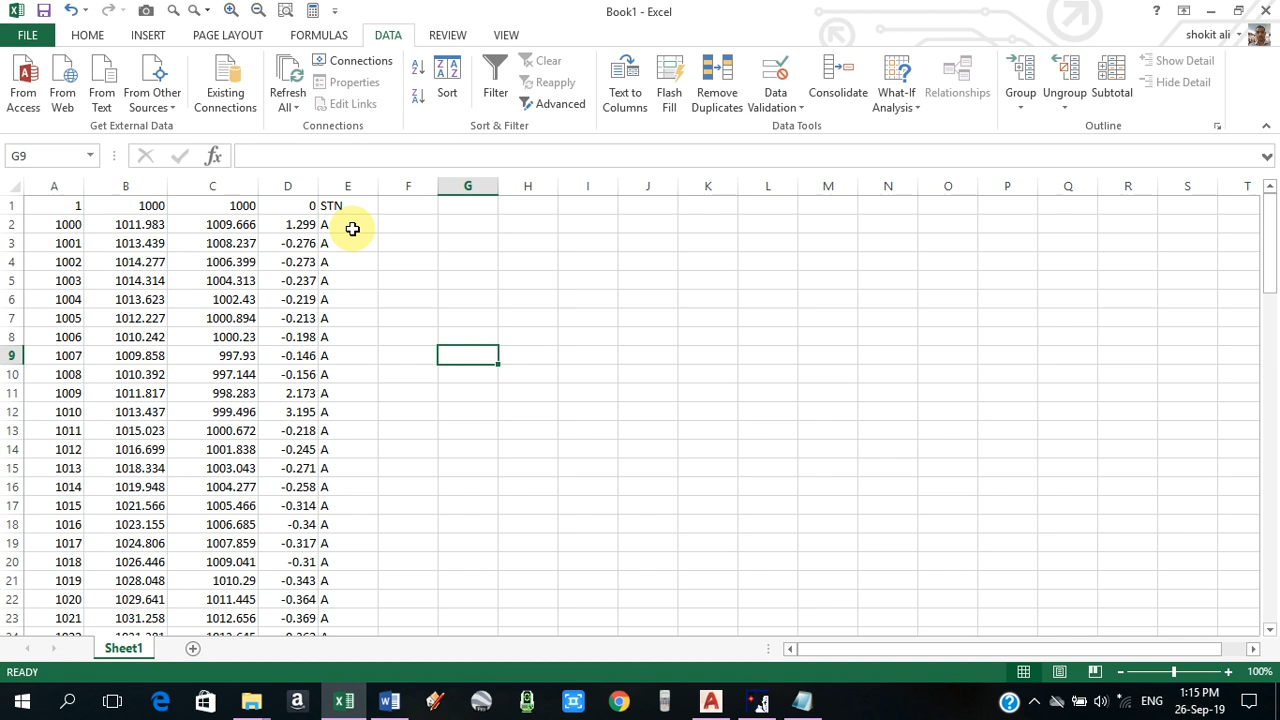 Book1 - Excel
?
FILE HOME INSERT PAGE LAYOUT FORMULAS DATA REVIEW VIEW shokit ali
From Access
From Web
From Text
From Other Sources
Existing Connections
Get External Data
Refresh All
Connections
Properties
Edit Links
Connections
A Z
Z A
Sort
Filter
Clear
Reapply
Advanced
Sort & Filter
Text to Columns
Flash Fill
Remove Duplicates
Data Validation
Consolidate
What-If Analysis
Relationships
Data Tools
Group
Ungroup
Subtotal
Show Detail
Hide Detail
Outline
G9 fx
A B C D E F G H I J K L M N O P Q R S T
1 1 1000 1000 0 STN
2 1000 1011.983 1009.666 1.299 A
3 1001 1013.439 1008.237 -0.276 A
4 1002 1014.277 1006.399 -0.273 A
5 1003 1014.314 1004.313 -0.237 A
6 1004 1013.623 1002.43 -0.219 A
7 1005 1012.227 1000.894 -0.213 A
8 1006 1010.242 1000.23 -0.198 A
9 1007 1009.858 997.93 -0.146 A
10 1008 1010.392 997.144 -0.156 A
11 1009 1011.817 998.283 2.173 A
12 1010 1013.437 999.496 3.195 A
13 1011 1015.023 1000.672 -0.218 A
14 1012 1016.699 1001.838 -0.245 A
15 1013 1018.334 1003.043 -0.271 A
16 1014 1019.948 1004.277 -0.258 A
17 1015 1021.566 1005.466 -0.314 A
18 1016 1023.155 1006.685 -0.34 A
19 1017 1024.806 1007.859 -0.317 A
20 1018 1026.446 1009.041 -0.31 A
21 1019 1028.048 1010.29 -0.343 A
22 1020 1029.641 1011.445 -0.364 A
23 1021 1031.258 1012.656 -0.369 A
Sheet1
READY 100%
ENG
1:15 PM
26-Sep-19